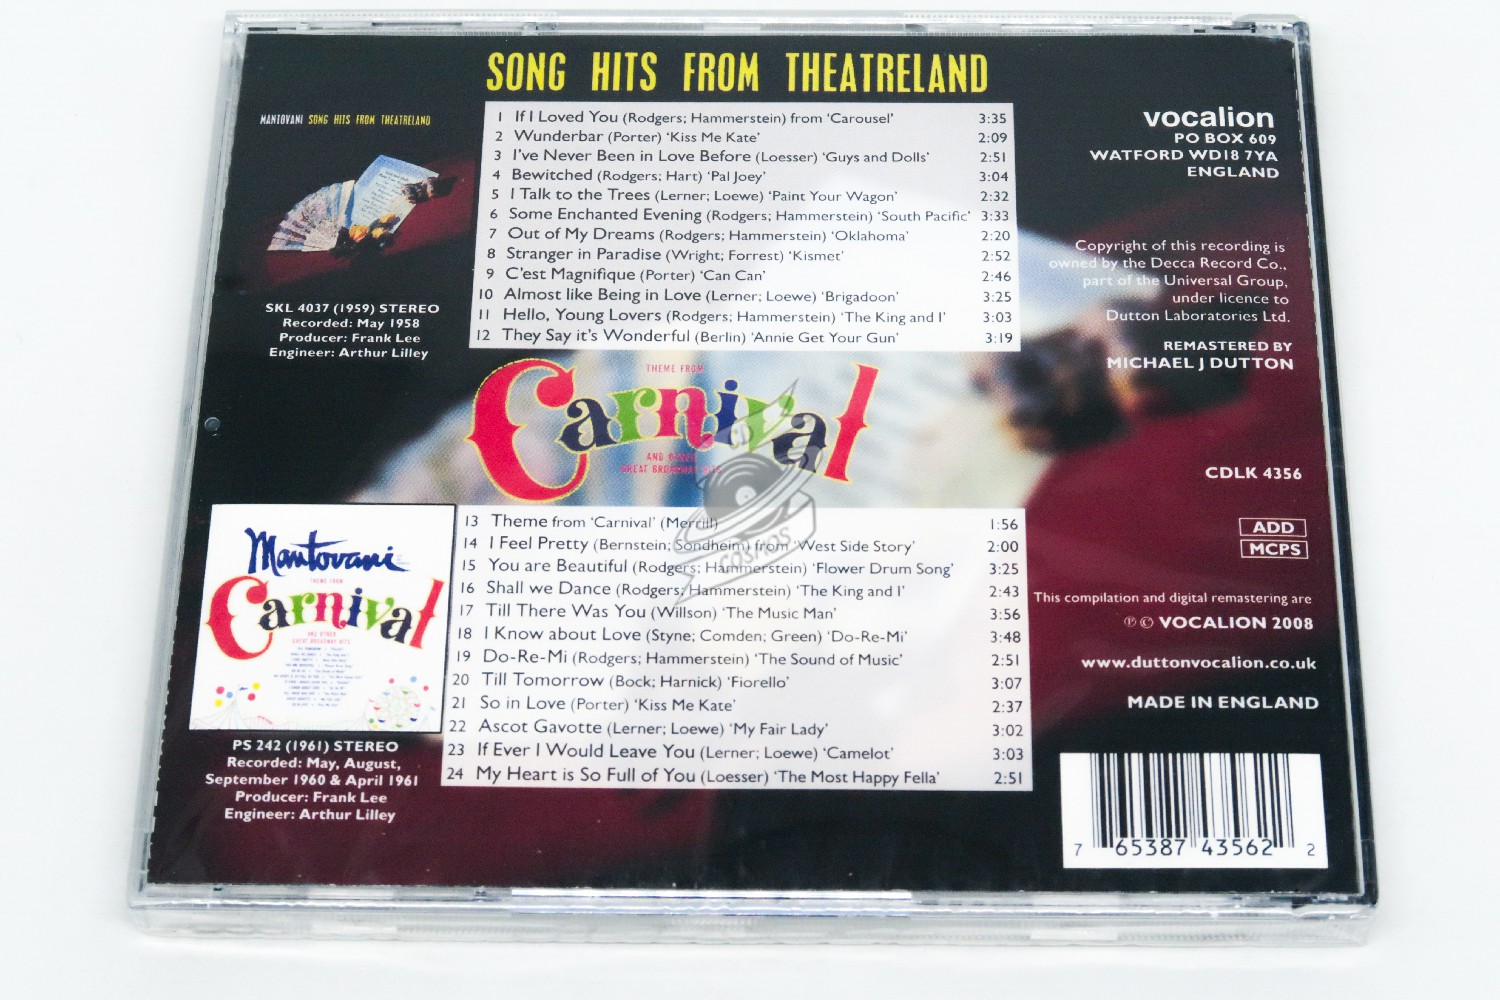 SONG HITS FROM THEATRELAND
MANTOVANI SONG HITS FROM THEATRELAND
SKL 4037 (1959) STEREO
Recorded: May 1958
Producer: Frank Lee
Engineer: Arthur Lilley
1 If I Loved You (Rodgers; Hammerstein) from ‘Carousel’ 3:35
2 Wunderbar (Porter) ‘Kiss Me Kate’ 2:09
3 I’ve Never Been in Love Before (Loesser) ‘Guys and Dolls’ 2:51
4 Bewitched (Rodgers; Hart) ‘Pal Joey’ 3:04
5 I Talk to the Trees (Lerner; Loewe) ‘Paint Your Wagon’ 2:32
6 Some Enchanted Evening (Rodgers; Hammerstein) ‘South Pacific’ 3:33
7 Out of My Dreams (Rodgers; Hammerstein) ‘Oklahoma’ 2:20
8 Stranger in Paradise (Wright; Forrest) ‘Kismet’ 2:52
9 C’est Magnifique (Porter) ‘Can Can’ 2:46
10 Almost like Being in Love (Lerner; Loewe) ‘Brigadoon’ 3:25
11 Hello, Young Lovers (Rodgers; Hammerstein) ‘The King and I’ 3:03
12 They Say it’s Wonderful (Berlin) ‘Annie Get Your Gun’ 3:19
vocalion
PO BOX 609
WATFORD WD18 7YA
ENGLAND
Copyright of this recording is
owned by the Decca Record Co.,
part of the Universal Group,
under licence to
Dutton Laboratories Ltd.
REMASTERED BY
MICHAEL J DUTTON
THEME FROM
Carnival
AND OTHER
GREAT BROADWAY HITS
CD
COSMOS
Mantovani
THEME FROM
Carnival
AND OTHER
GREAT BROADWAY HITS
PS 242 (1961) STEREO
Recorded: May, August,
September 1960 & April 1961
Producer: Frank Lee
Engineer: Arthur Lilley
13 Theme from ‘Carnival’ (Merrill) 1:56
14 I Feel Pretty (Bernstein; Sondheim) from ‘West Side Story’ 2:00
15 You are Beautiful (Rodgers; Hammerstein) ‘Flower Drum Song’ 3:25
16 Shall we Dance (Rodgers; Hammerstein) ‘The King and I’ 2:43
17 Till There Was You (Willson) ‘The Music Man’ 3:56
18 I Know about Love (Styne; Comden; Green) ‘Do-Re-Mi’ 3:48
19 Do-Re-Mi (Rodgers; Hammerstein) ‘The Sound of Music’ 2:51
20 Till Tomorrow (Bock; Harnick) ‘Fiorello’ 3:07
21 So in Love (Porter) ‘Kiss Me Kate’ 2:37
22 Ascot Gavotte (Lerner; Loewe) ‘My Fair Lady’ 3:02
23 If Ever I Would Leave You (Lerner; Loewe) ‘Camelot’ 3:03
24 My Heart is So Full of You (Loesser) ‘The Most Happy Fella’ 2:51
CDLK 4356
ADD
MCPS
This compilation and digital remastering are
℗ © VOCALION 2008
www.duttonvocalion.co.uk
MADE IN ENGLAND
7 65387 43562 2